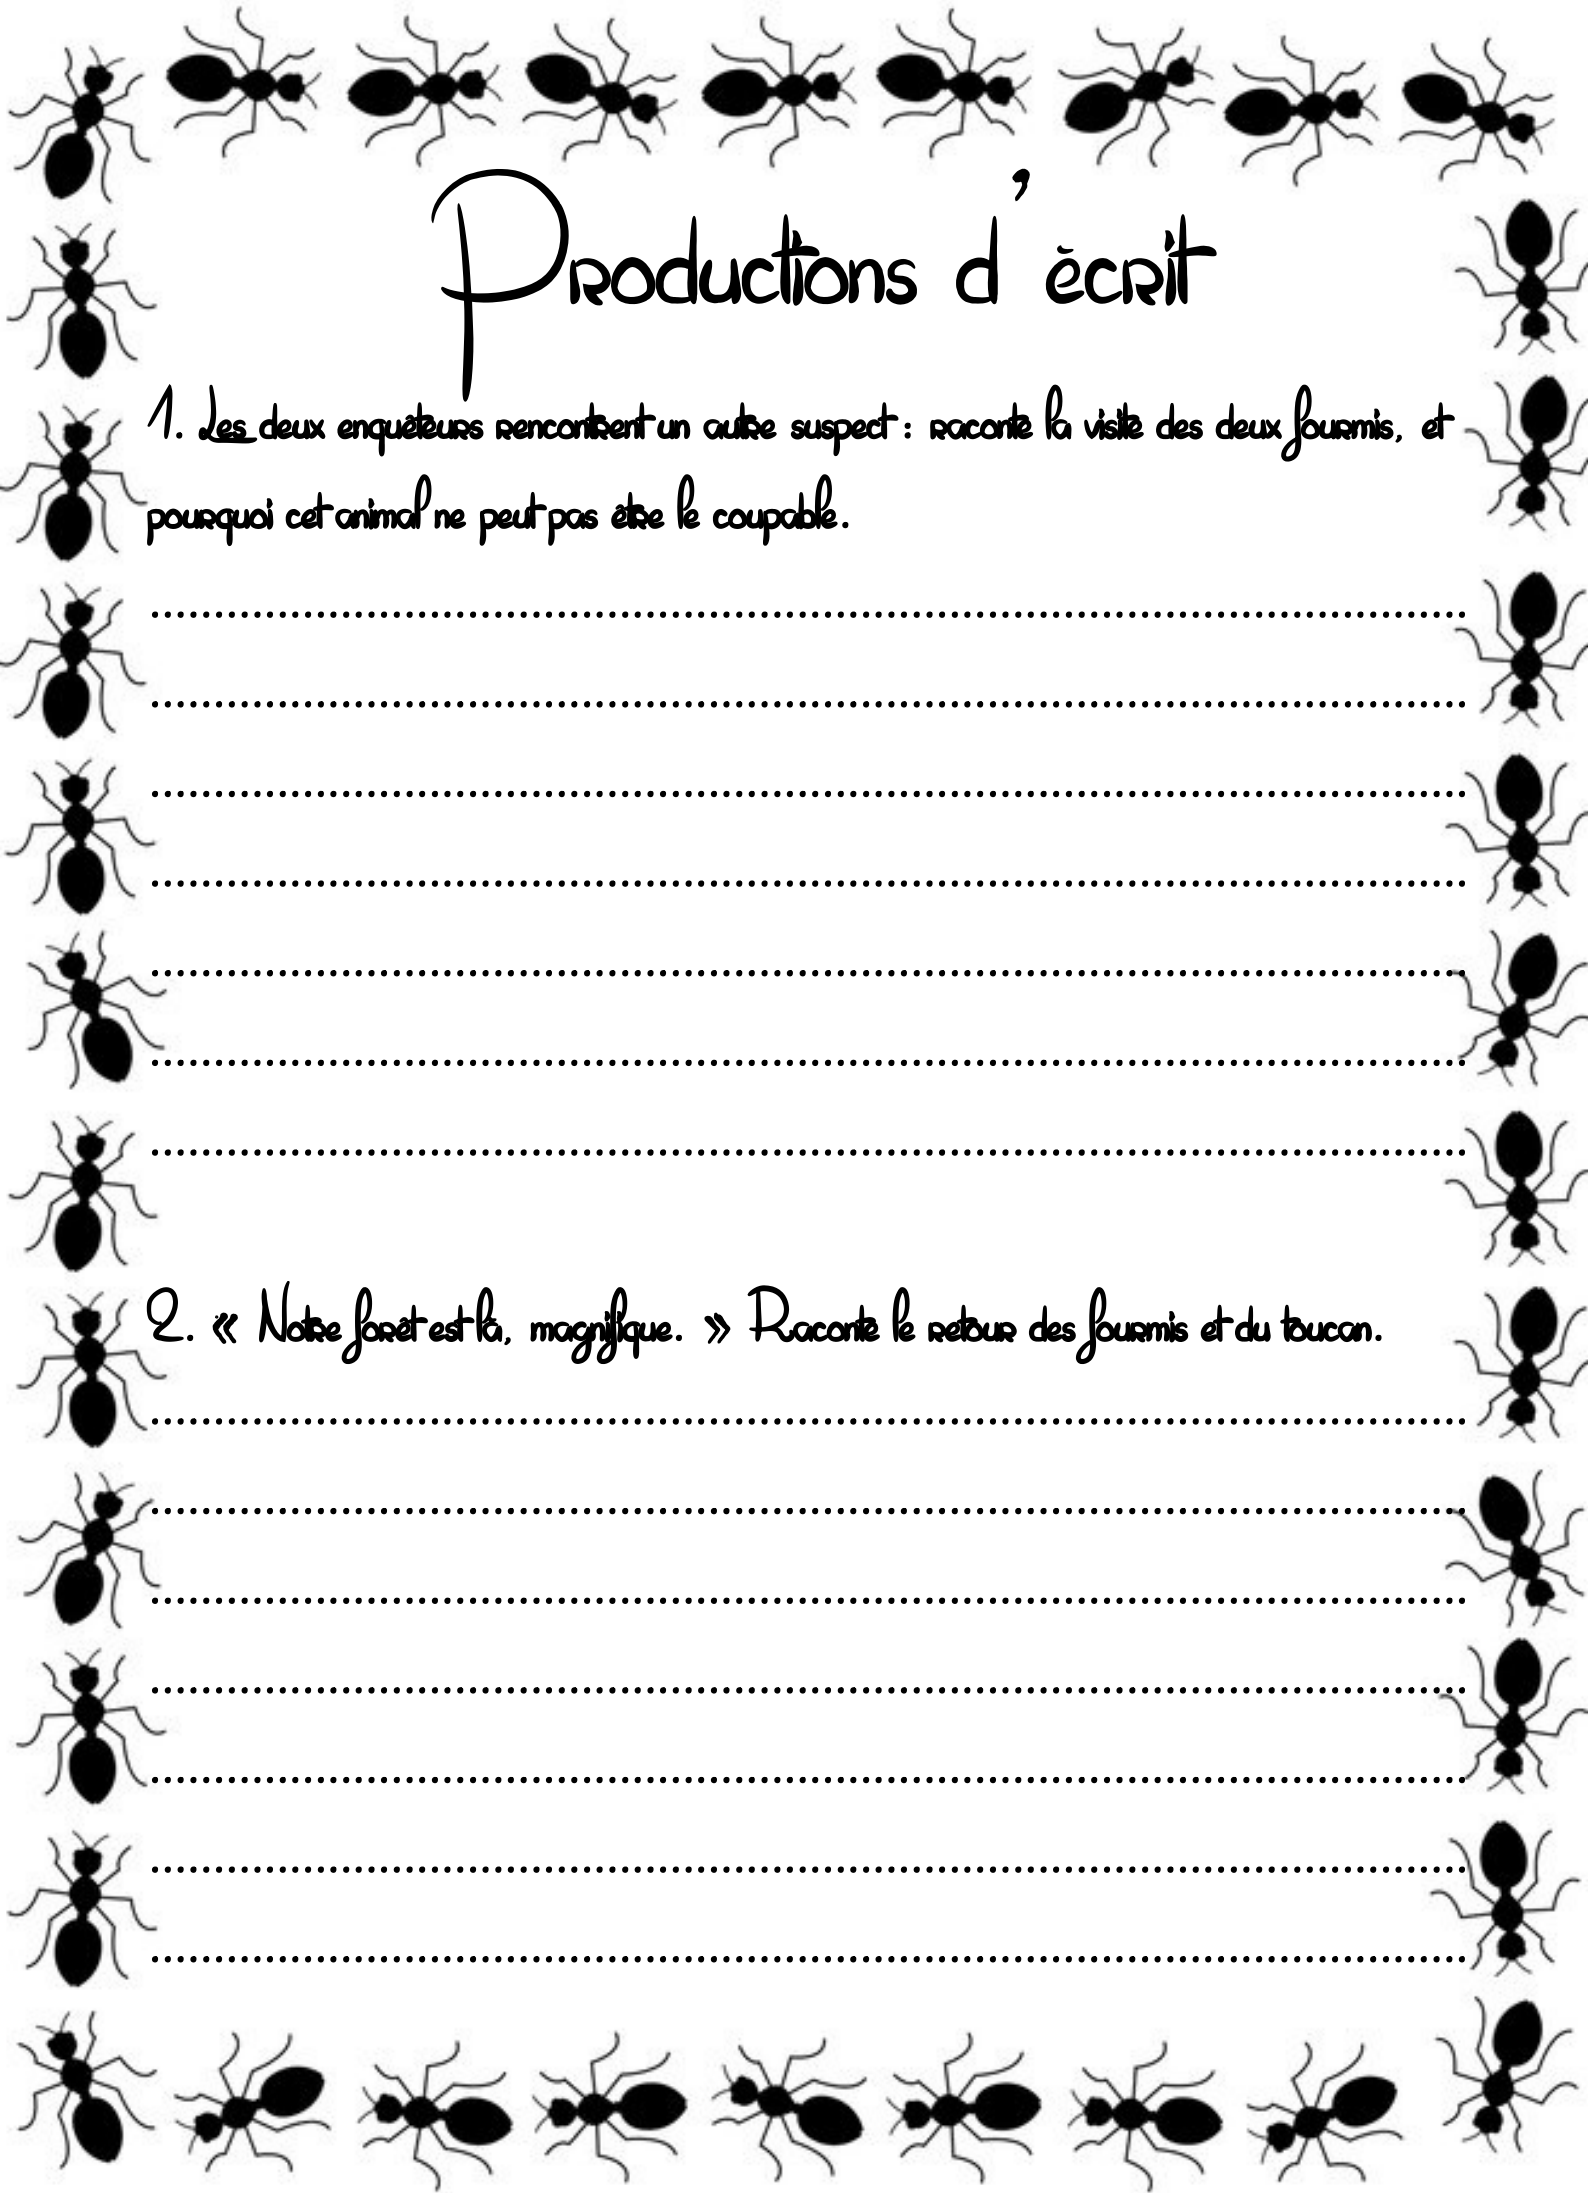 Productions d'écrit
1. Les deux enquêteurs rencontrent un autre suspect : raconte la visite des deux fourmis, et
pourquoi cet animal ne peut pas être le coupable.
2. « Notre forêt est là, magnifique. » Raconte le retour des fourmis et du toucan.